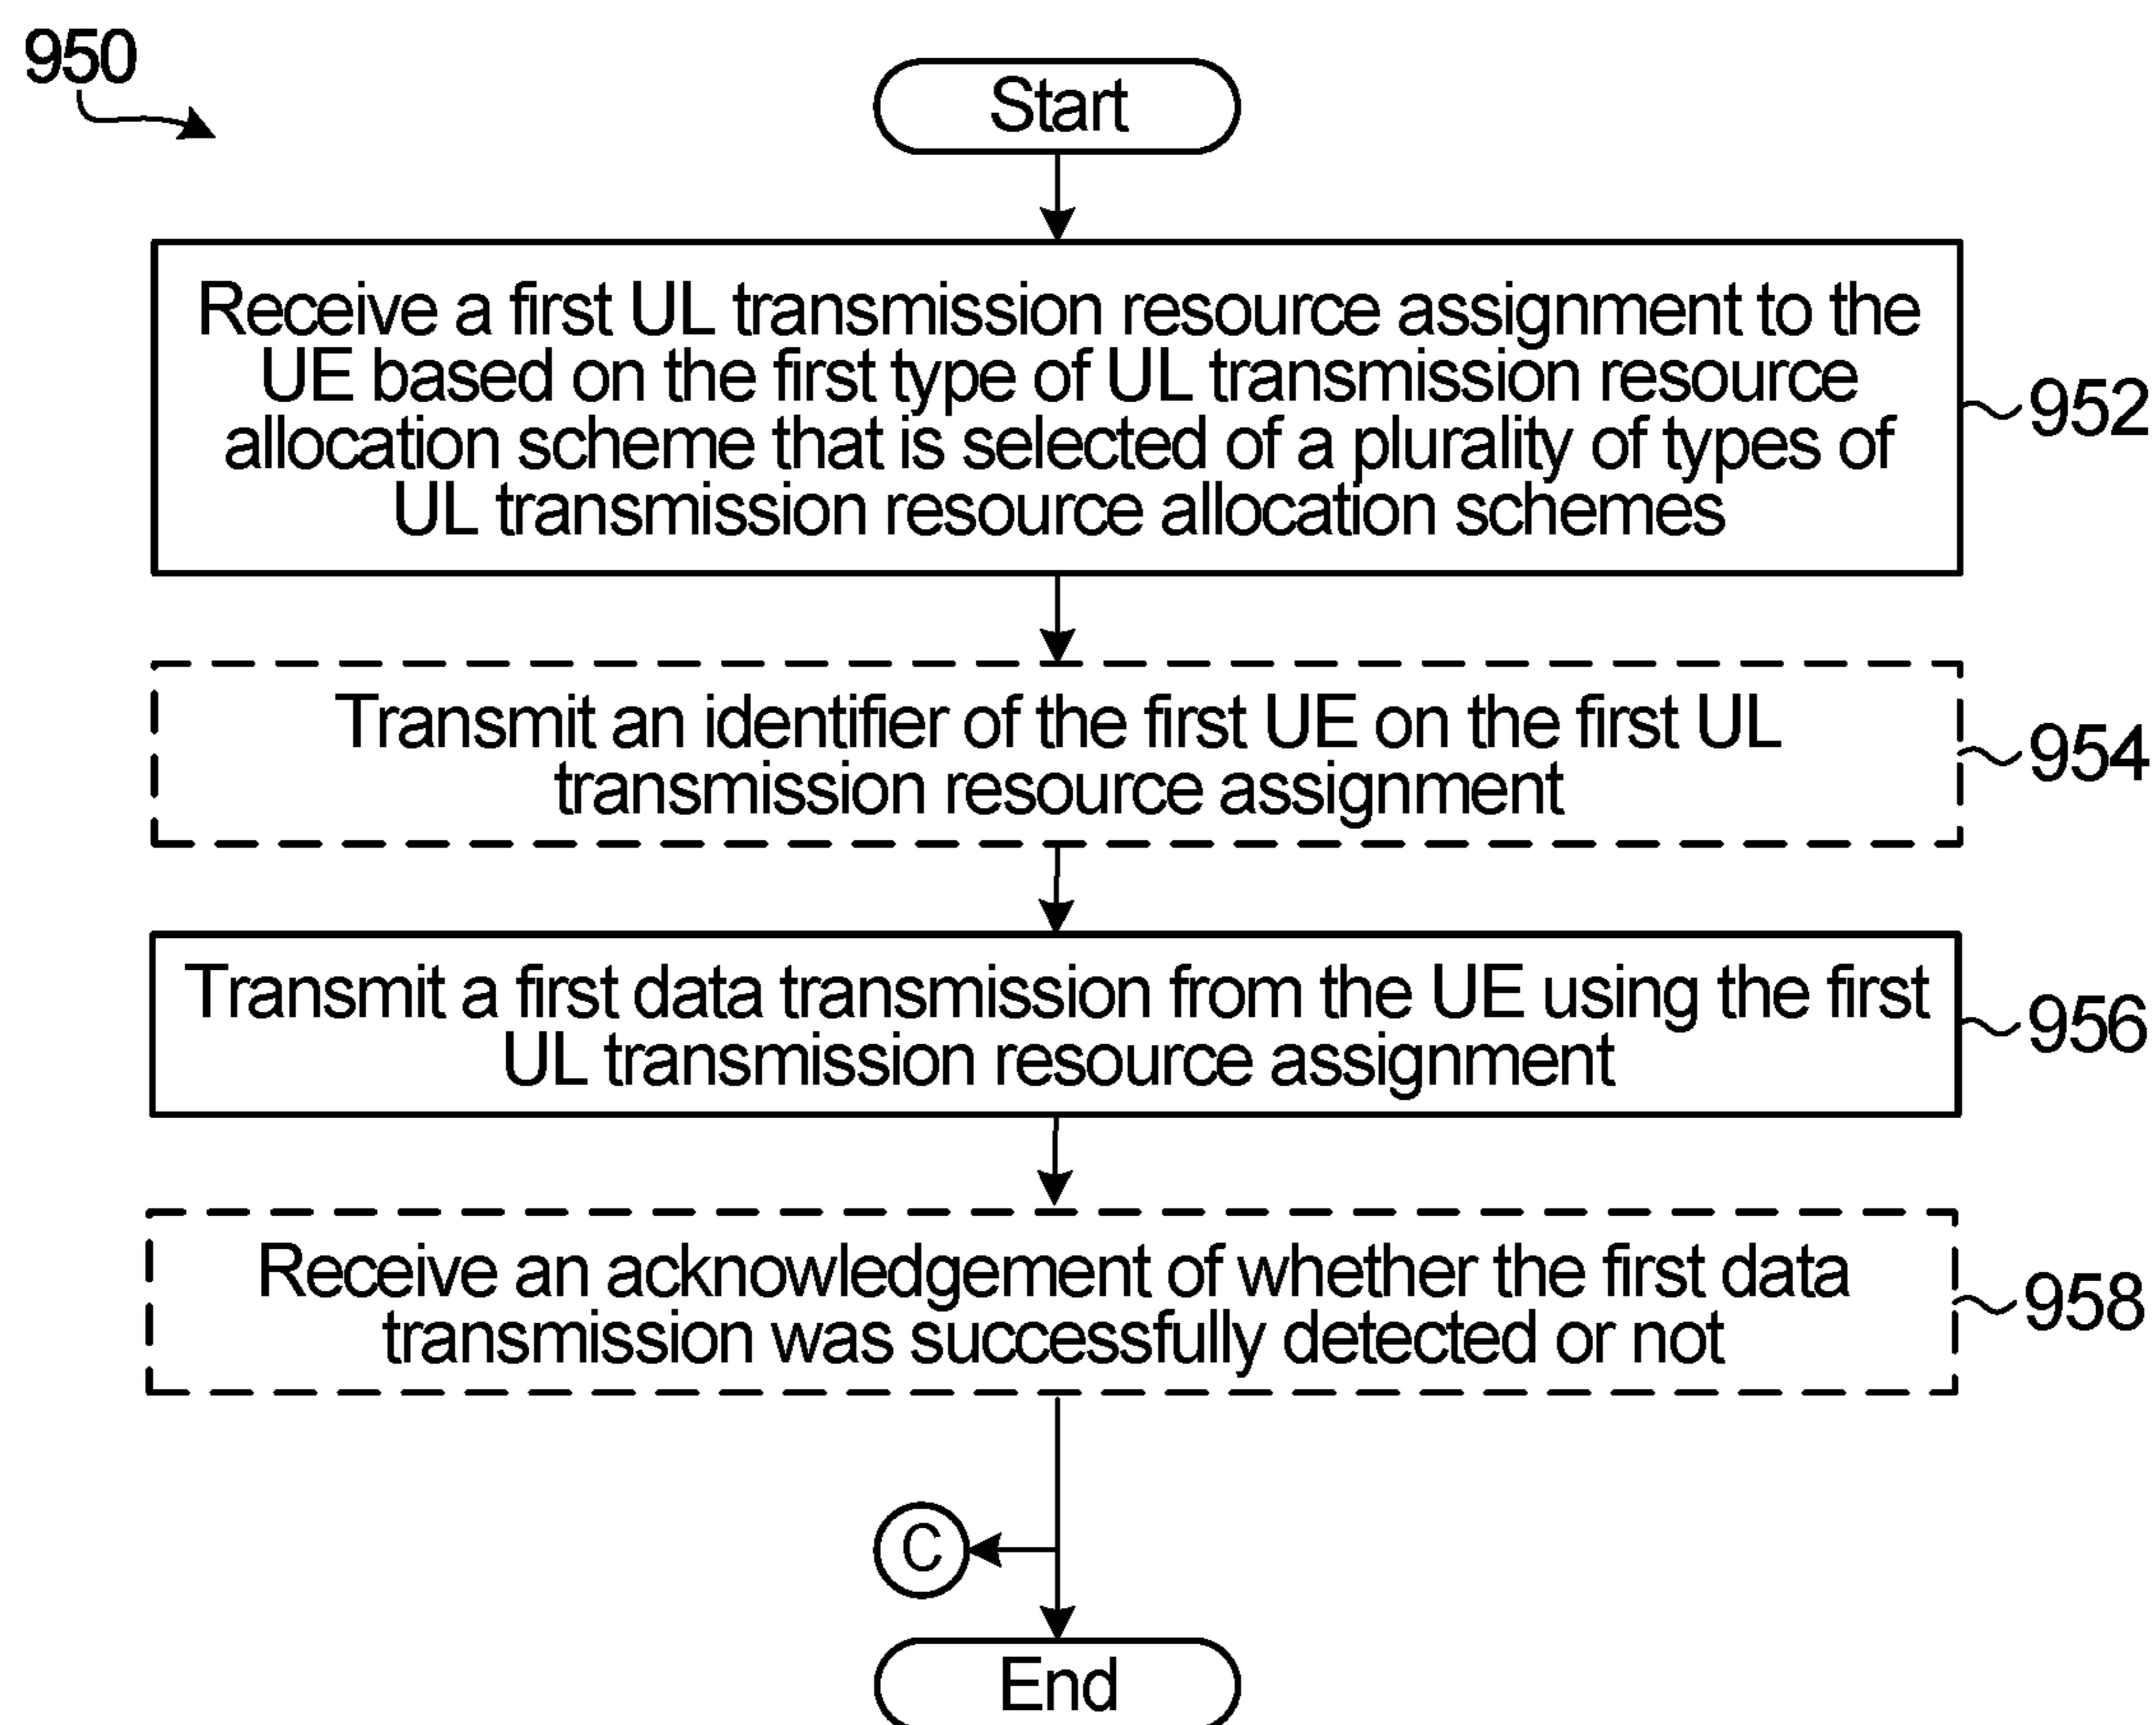 950
Start
Receive a first UL transmission resource assignment to the
UE based on the first type of UL transmission resource
allocation scheme that is selected of a plurality of types of
UL transmission resource allocation schemes
952
Transmit an identifier of the first UE on the first UL
transmission resource assignment
954
Transmit a first data transmission from the UE using the first
UL transmission resource assignment
956
Receive an acknowledgement of whether the first data
transmission was successfully detected or not
958
C
End